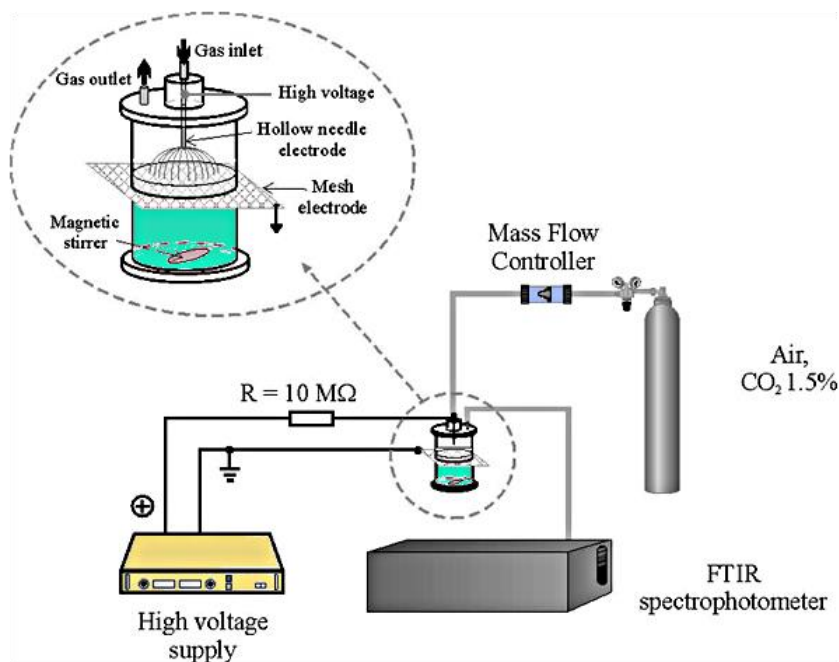 Gas inlet
Gas outlet
High voltage
Hollow needle
electrode
Mesh
electrode
Magnetic
stirrer
Mass Flow
Controller
Air,
CO₂ 1.5%
R = 10 MΩ
High voltage
supply
FTIR
spectrophotometer